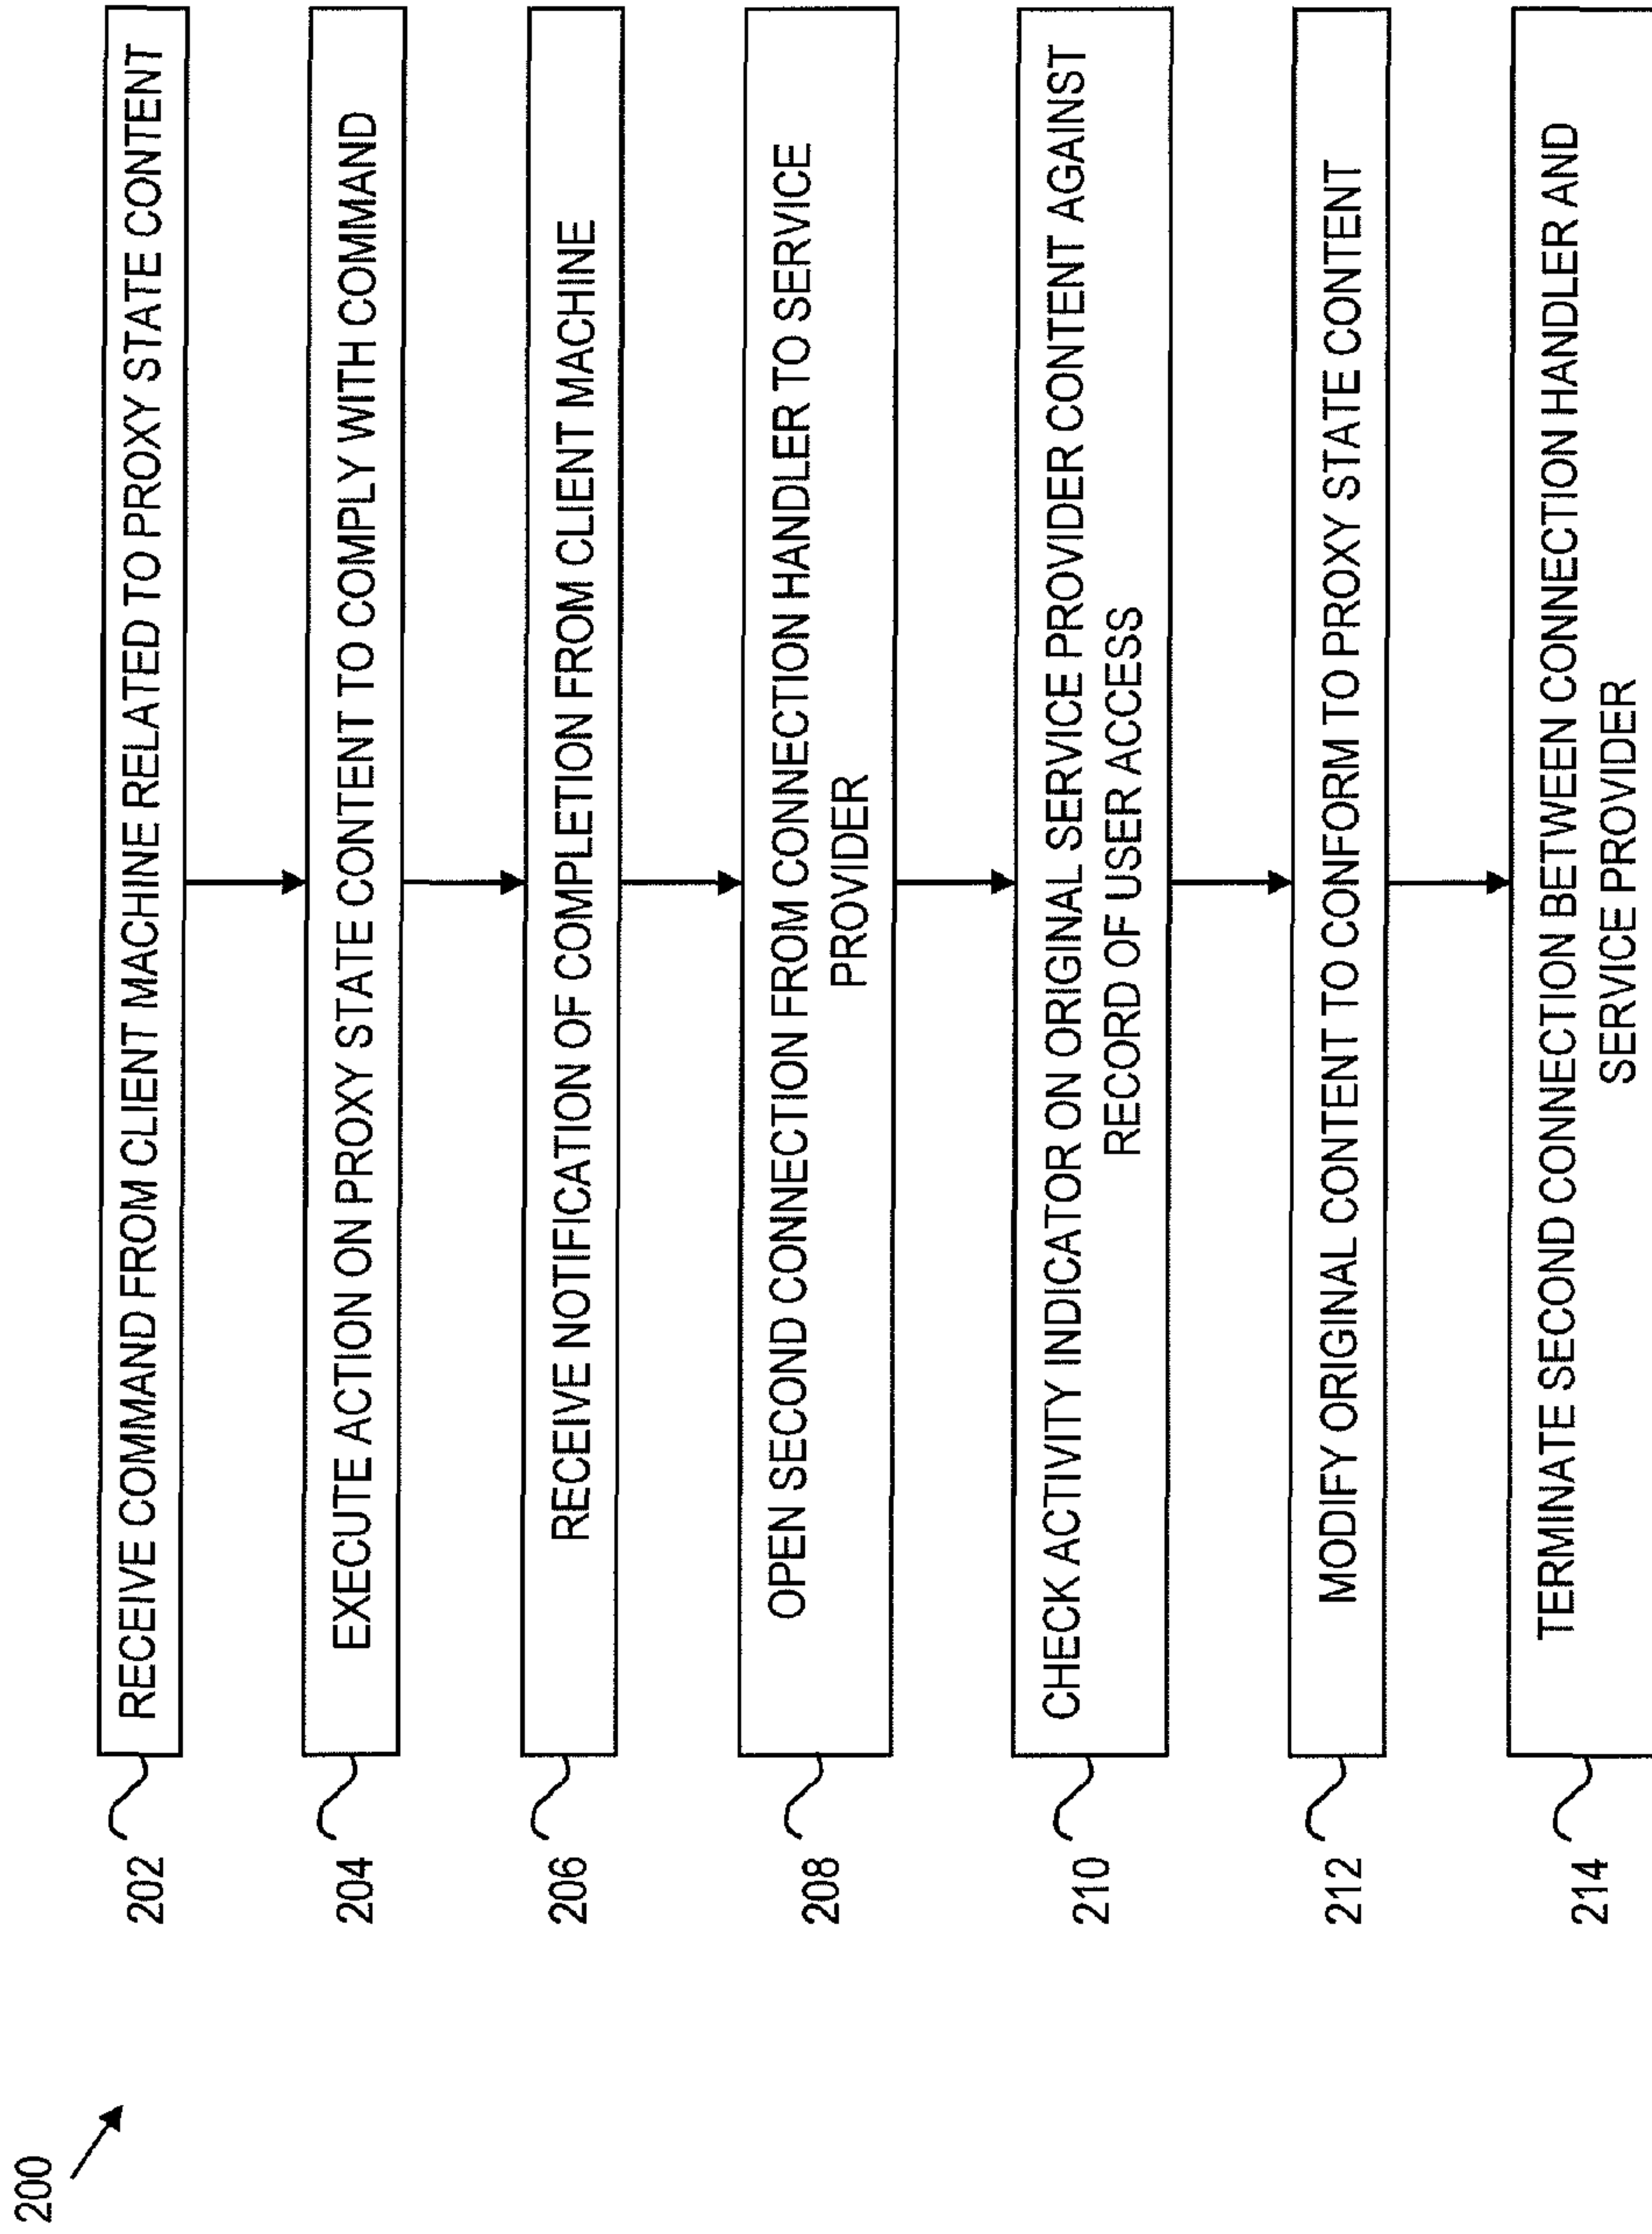 200
202
RECEIVE COMMAND FROM CLIENT MACHINE RELATED TO PROXY STATE CONTENT
204
EXECUTE ACTION ON PROXY STATE CONTENT TO COMPLY WITH COMMAND
206
RECEIVE NOTIFICATION OF COMPLETION FROM CLIENT MACHINE
208
OPEN SECOND CONNECTION FROM CONNECTION HANDLER TO SERVICE
PROVIDER
210
CHECK ACTIVITY INDICATOR ON ORIGINAL SERVICE PROVIDER CONTENT AGAINST
RECORD OF USER ACCESS
212
MODIFY ORIGINAL CONTENT TO CONFORM TO PROXY STATE CONTENT
214
TERMINATE SECOND CONNECTION BETWEEN CONNECTION HANDLER AND
SERVICE PROVIDER